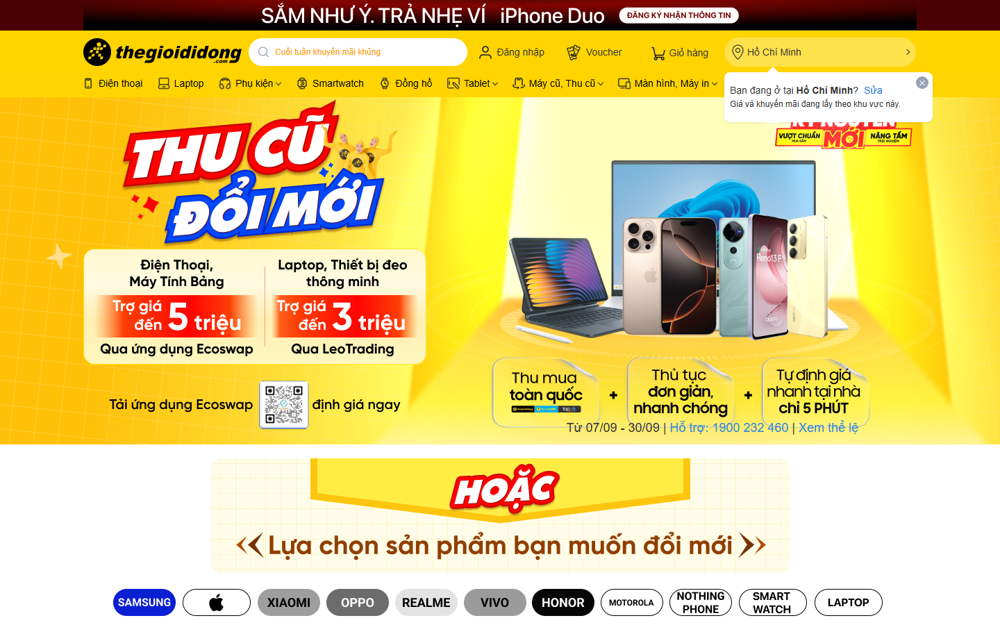 SẮM NHƯ Ý. TRẢ NHẸ VÍ iPhone Duo ĐĂNG KÝ NHẬN THÔNG TIN
thegioididong
.com
Cuối tuần khuyến mãi khủng
Đăng nhập
Voucher
Giỏ hàng
Hồ Chí Minh
Điện thoại
Laptop
Phụ kiện
Smartwatch
Đồng hồ
Tablet
Máy cũ, Thu cũ
Màn hình, Máy in
Bạn đang ở tại Hồ Chí Minh? Sửa
Giá và khuyến mãi đang lấy theo khu vực này.
KỶ NGUYÊN
VƯỢT CHUẨN
MUA SẮM
MỚI
NÂNG TẦM
TRẢI NGHIỆM
THU CŨ
ĐỔI MỚI
Điện Thoại,
Máy Tính Bảng
Trợ giá
đến 5 triệu
Qua ứng dụng Ecoswap
Laptop, Thiết bị đeo
thông minh
Trợ giá
đến 3 triệu
Qua LeoTrading
Tải ứng dụng Ecoswap
định giá ngay
Reno13 F
oppo
realme
Thu mua
toàn quốc
+
Thủ tục
đơn giản,
nhanh chóng
+
Tự định giá
nhanh tại nhà
chỉ 5 PHÚT
Từ 07/09 - 30/09 | Hỗ trợ: 1900 232 460 | Xem thể lệ
HOẶC
Lựa chọn sản phẩm bạn muốn đổi mới
SAMSUNG
XIAOMI
OPPO
REALME
VIVO
HONOR
MOTOROLA
NOTHING
PHONE
SMART
WATCH
LAPTOP